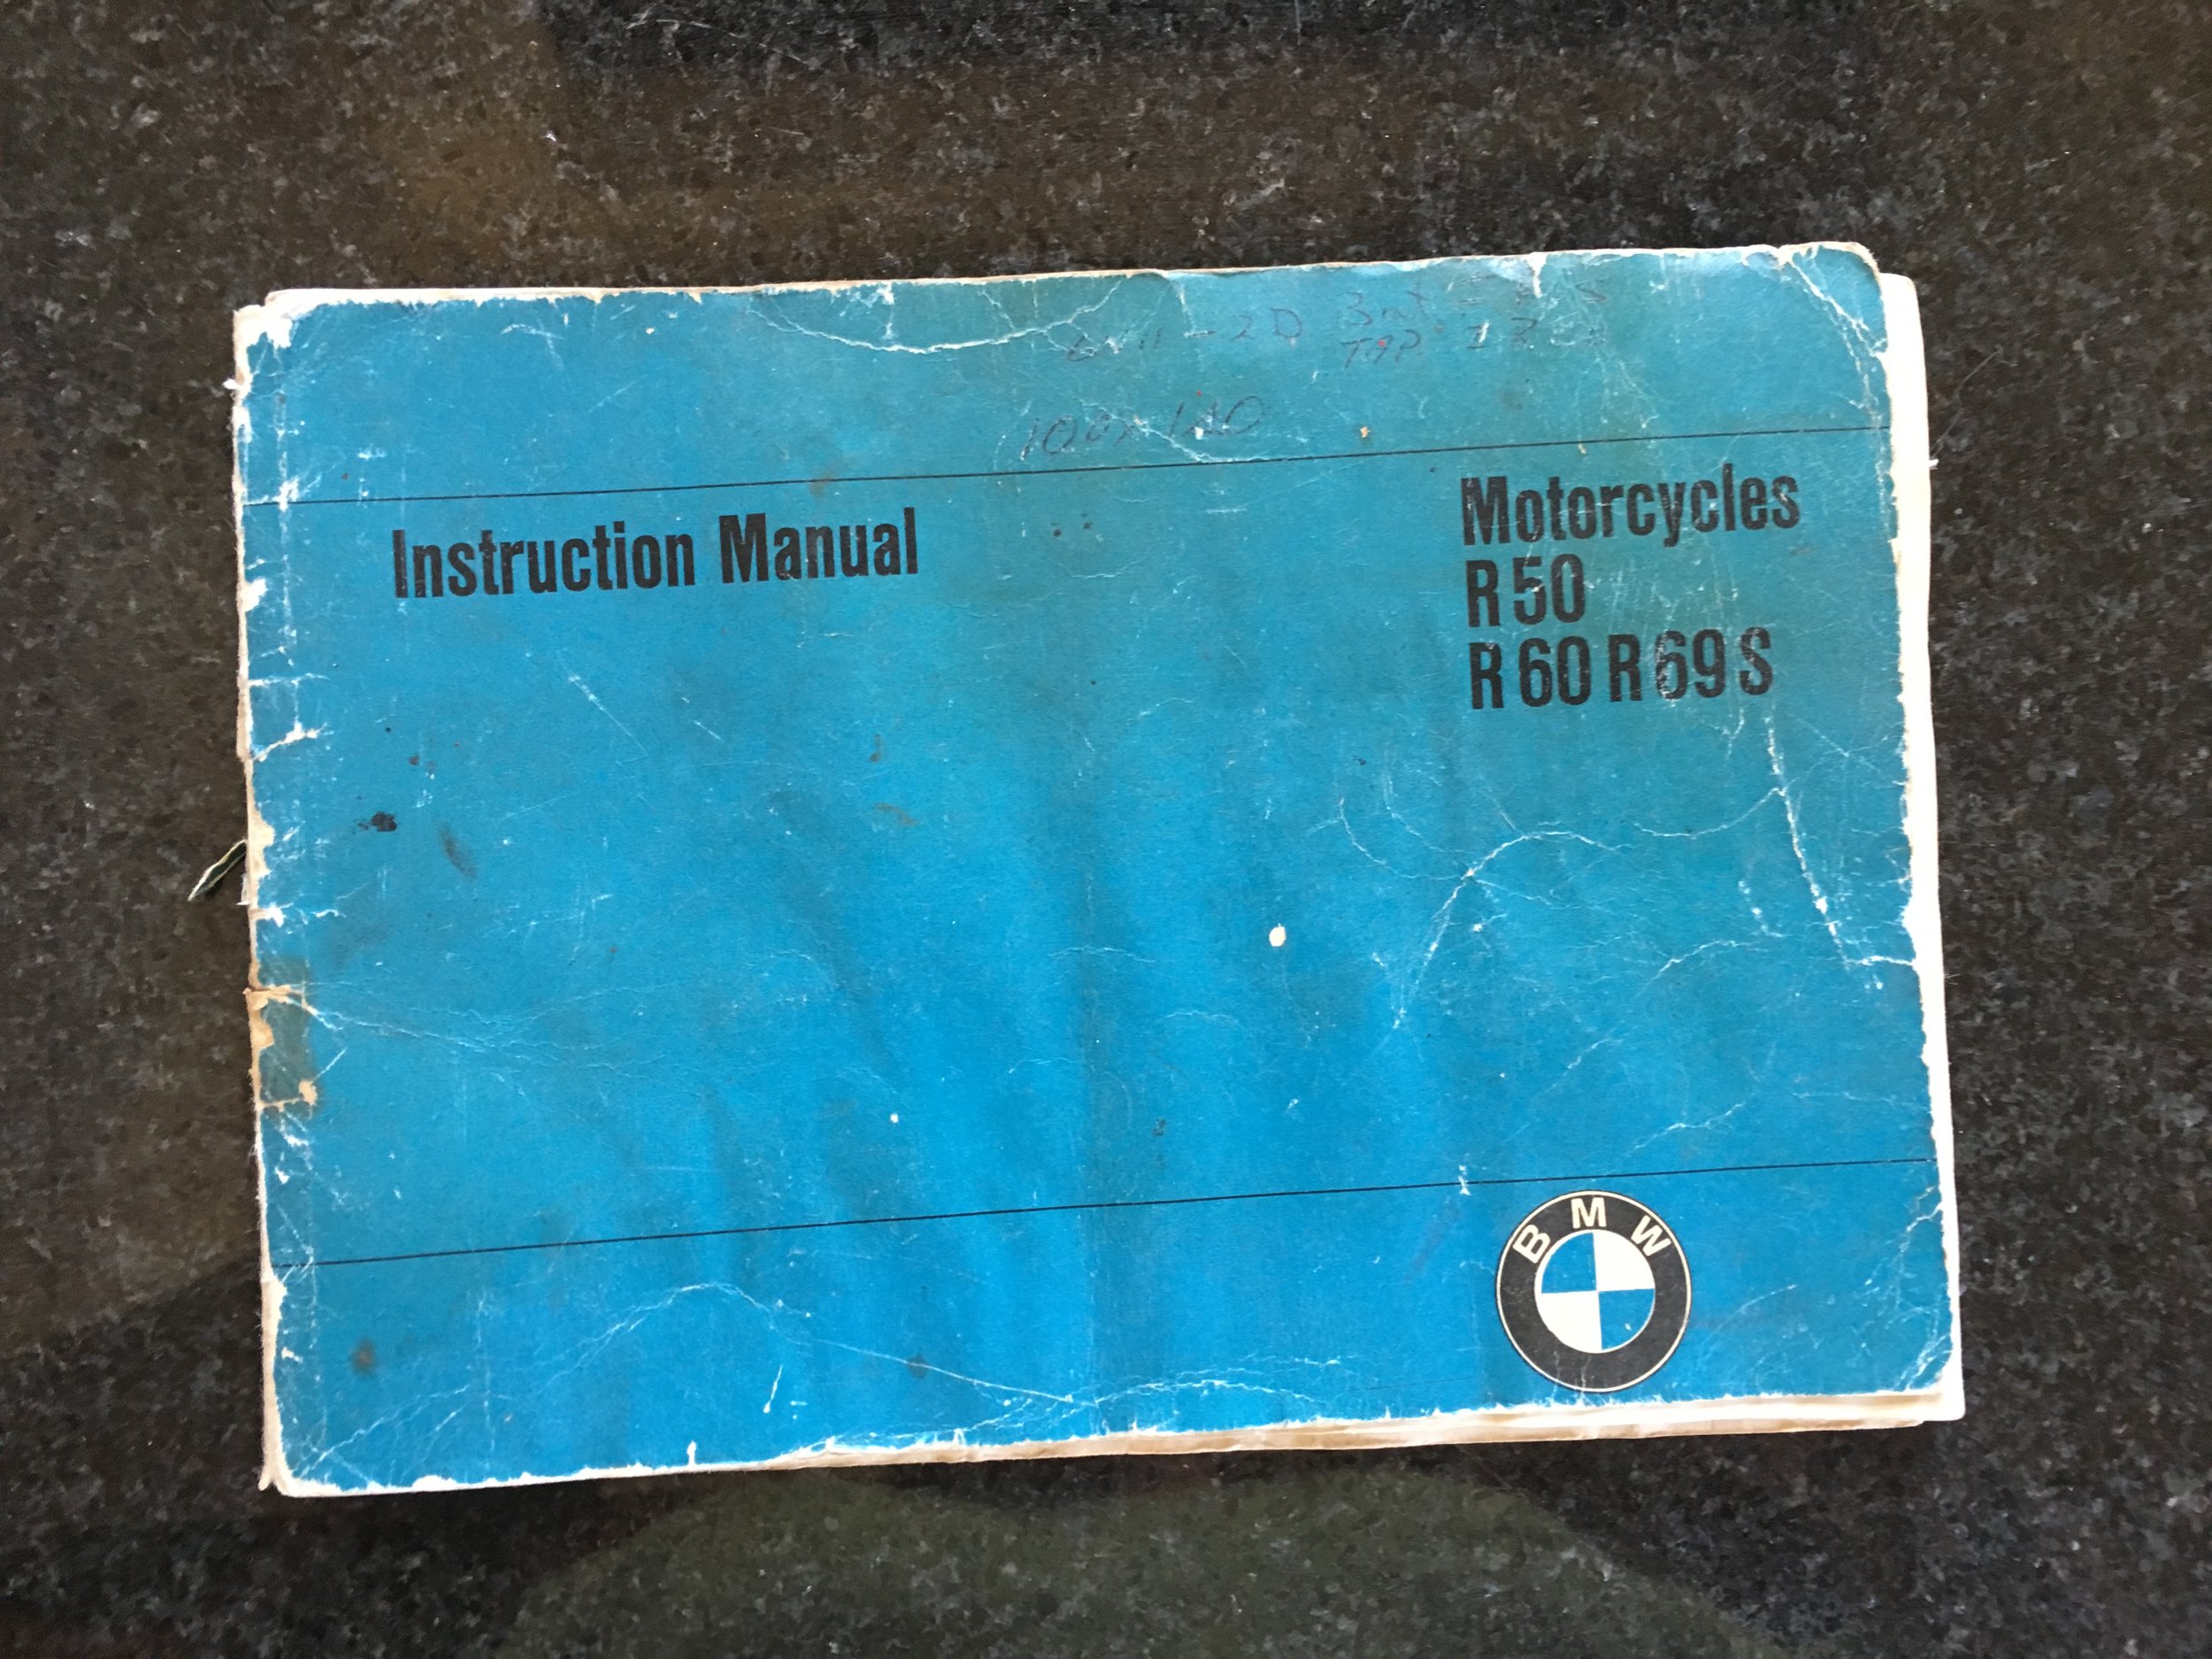 Instruction Manual
Motorcycles
R 50
R 60 R 69 S
BMW